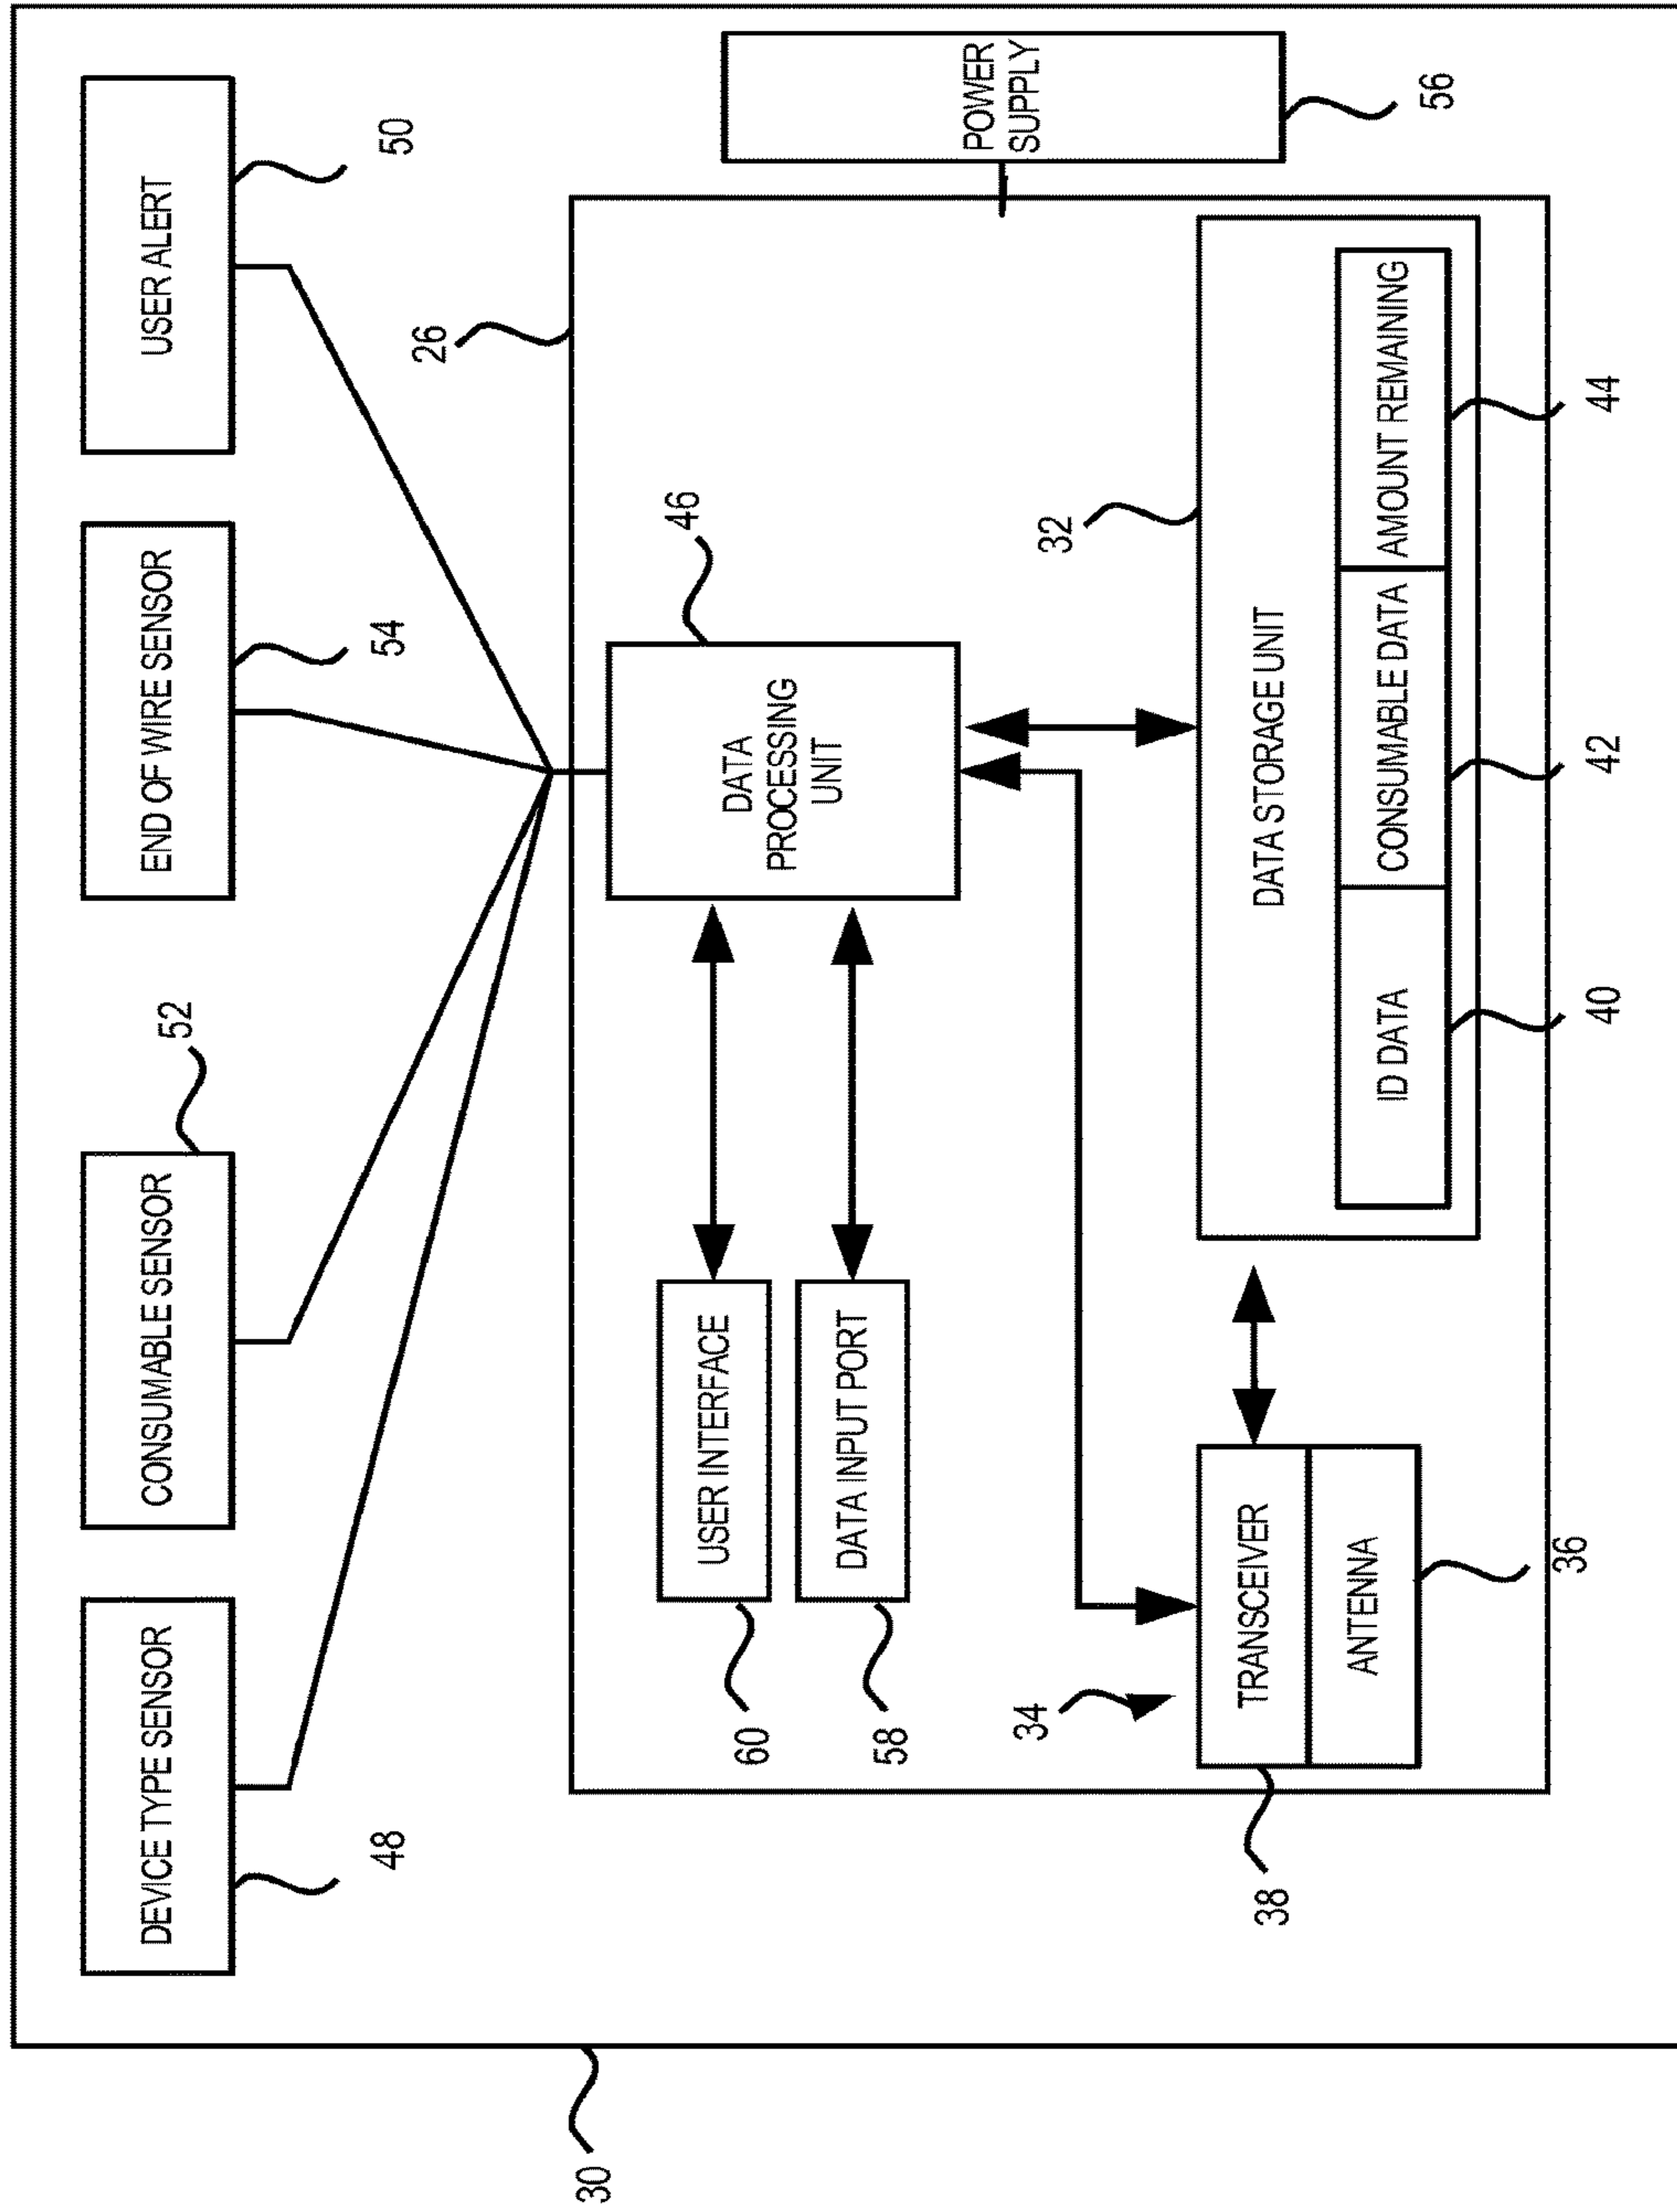 DEVICE TYPE SENSOR
48
CONSUMABLE SENSOR
52
END OF WIRE SENSOR
54
USER ALERT
50
30
26
USER INTERFACE
60
DATA INPUT PORT
58
DATA
PROCESSING
UNIT
46
POWER
SUPPLY
56
34
TRANSCEIVER
38
ANTENNA
36
DATA STORAGE UNIT
32
ID DATA
CONSUMABLE DATA
AMOUNT REMAINING
40
42
44